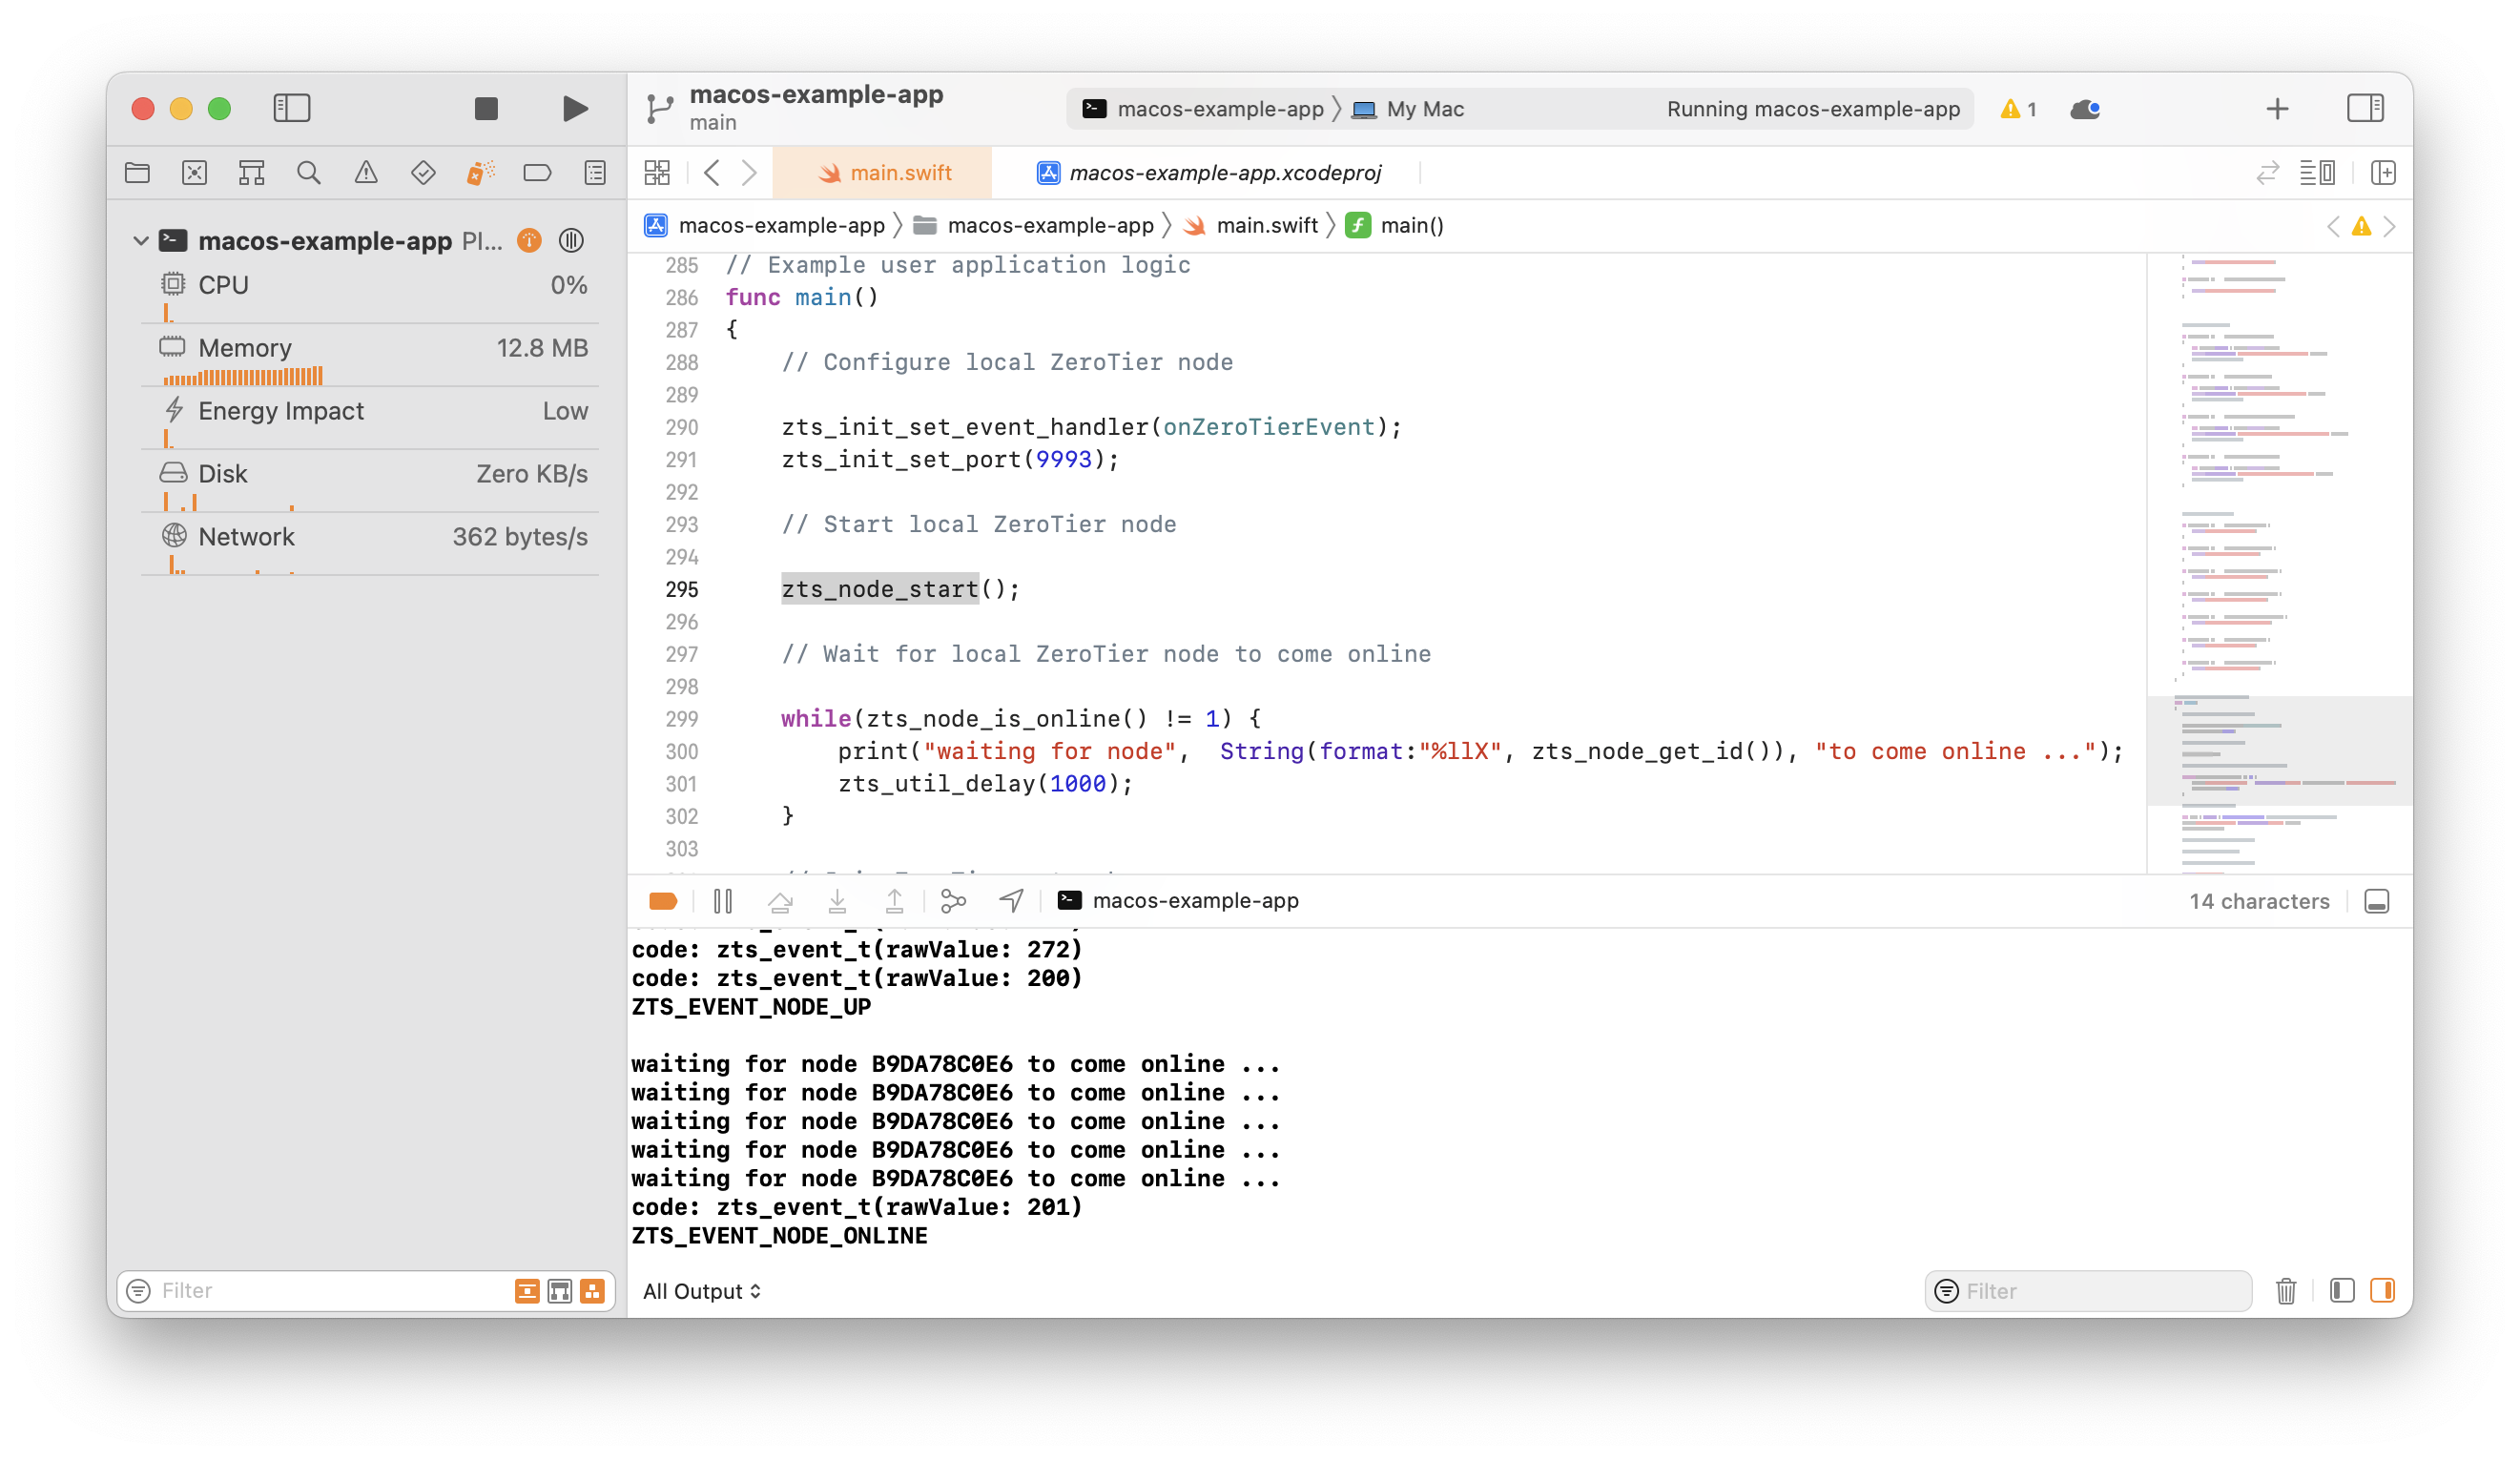 macos-example-app
main
macos-example-app
My Mac
Running macos-example-app
1
main.swift
macos-example-app.xcodeproj
macos-example-app
macos-example-app
main.swift
main()
macos-example-app Pl...
CPU 0%
Memory 12.8 MB
Energy Impact Low
Disk Zero KB/s
Network 362 bytes/s
Filter
285 // Example user application logic
286 func main()
287 {
288 // Configure local ZeroTier node
289
290 zts_init_set_event_handler(onZeroTierEvent);
291 zts_init_set_port(9993);
292
293 // Start local ZeroTier node
294
295 zts_node_start();
296
297 // Wait for local ZeroTier node to come online
298
299 while(zts_node_is_online() != 1) {
300 print("waiting for node",  String(format:"%llX", zts_node_get_id()), "to come online ...");
301 zts_util_delay(1000);
302 }
303
macos-example-app
14 characters
code: zts_event_t(rawValue: 272)
code: zts_event_t(rawValue: 200)
ZTS_EVENT_NODE_UP
waiting for node B9DA78C0E6 to come online ...
waiting for node B9DA78C0E6 to come online ...
waiting for node B9DA78C0E6 to come online ...
waiting for node B9DA78C0E6 to come online ...
waiting for node B9DA78C0E6 to come online ...
code: zts_event_t(rawValue: 201)
ZTS_EVENT_NODE_ONLINE
All Output
Filter